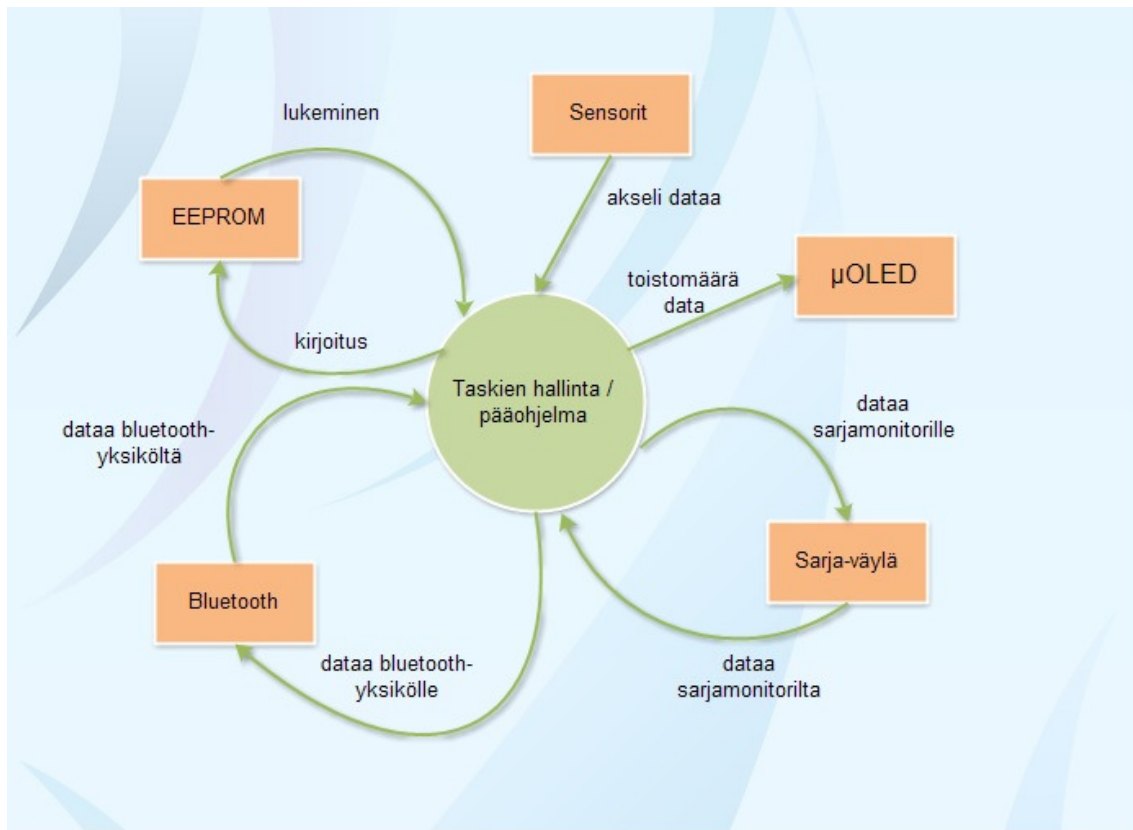 lukeminen
Sensorit
EEPROM
akseli dataa
µOLED
toistomäärä
data
kirjoitus
Taskien hallinta /
pääohjelma
dataa bluetooth-
yksiköltä
dataa
sarjamonitorille
Sarja-väylä
Bluetooth
dataa bluetooth-
yksikölle
dataa
sarjamonitorilta